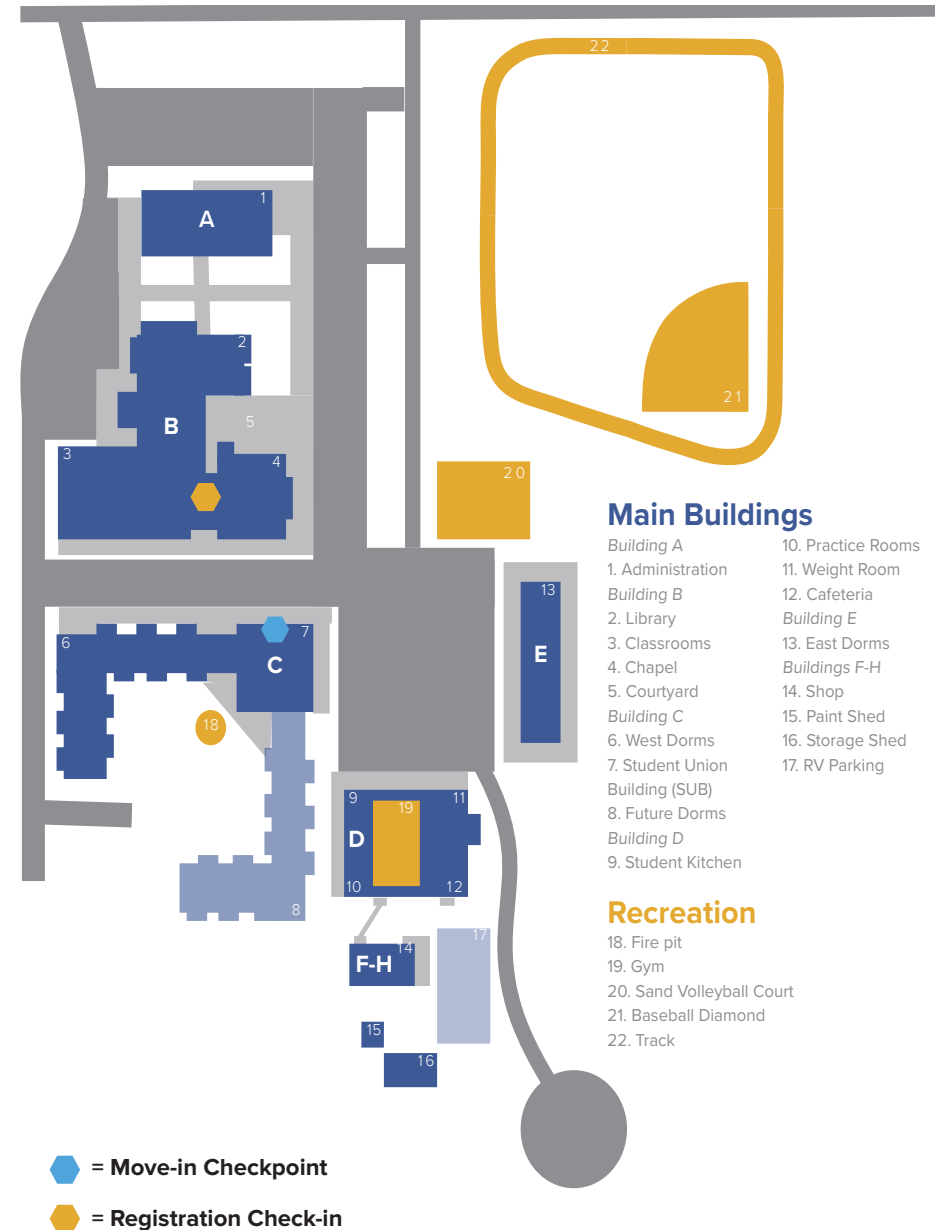 22
1
A
2
21
B
5
3
4
20
Main Buildings
Building A
1. Administration
Building B
2. Library
3. Classrooms
4. Chapel
5. Courtyard
Building C
6. West Dorms
7. Student Union
Building (SUB)
8. Future Dorms
Building D
9. Student Kitchen
10. Practice Rooms
11. Weight Room
12. Cafeteria
Building E
13. East Dorms
Buildings F-H
14. Shop
15. Paint Shed
16. Storage Shed
17. RV Parking
13
E
6
7
C
18
9
19
11
D
10
12
8
Recreation
18. Fire pit
19. Gym
20. Sand Volleyball Court
21. Baseball Diamond
22. Track
17
14
F-H
15
16
= Move-in Checkpoint
= Registration Check-in